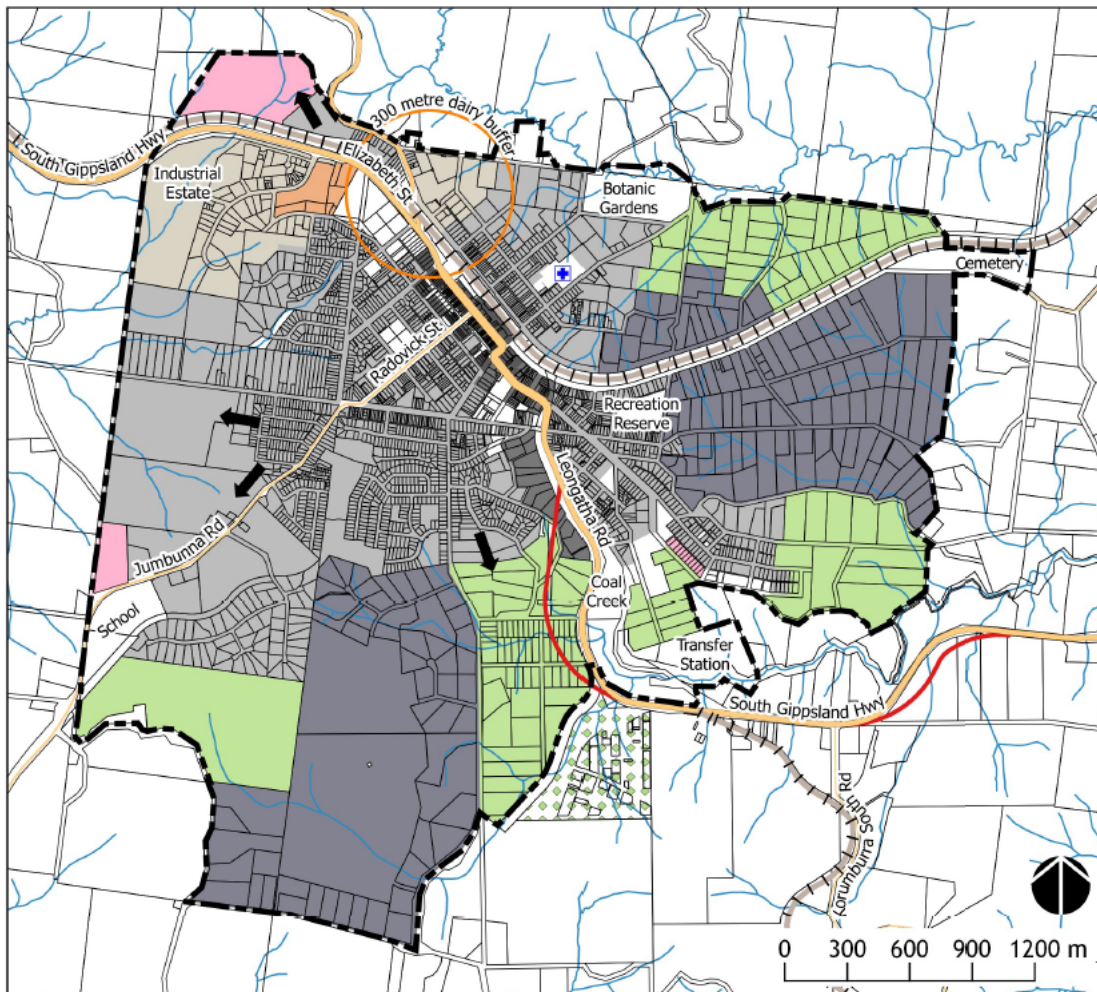 300 metre dairy buffer
South Gippsland Hwy
Elizabeth St
Industrial
Estate
Botanic
Gardens
Cemetery
Radovick St
Recreation
Reserve
Leongatha Rd
Jumbunna Rd
School
Coal
Creek
Transfer
Station
South Gippsland Hwy
Korumburra South Rd
0 300 600 900 1200 m